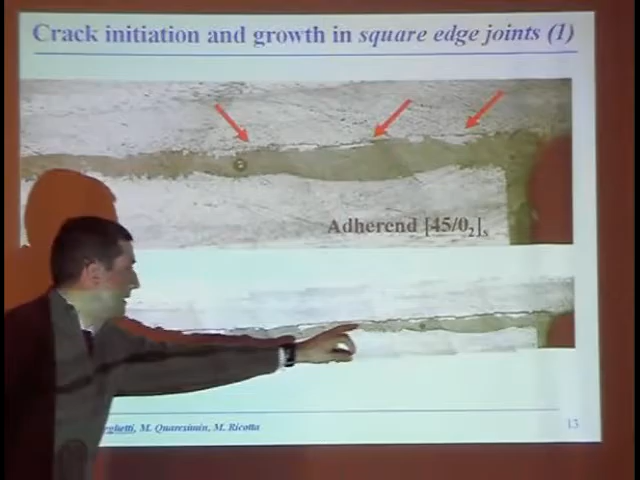 Crack initiation and growth in square edge joints (1)
Adherend [45/0₂]ₛ
M. Quaresimin, M. Ricotta
13